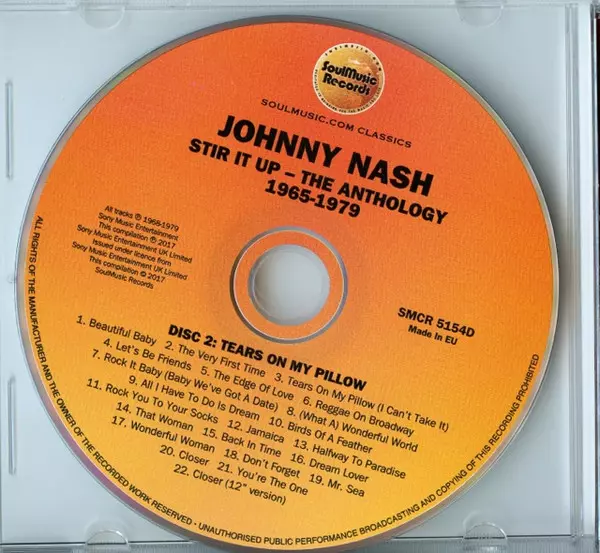 SOULMUSIC.COM
SoulMusic
Records
SOULMUSIC.COM CLASSICS
JOHNNY NASH
STIR IT UP – THE ANTHOLOGY
1965-1979
All tracks ℗ 1965-1979
Sony Music Entertainment
This compilation ℗ 2017
Sony Music Entertainment UK Limited
Issued under licence from
Sony Music Entertainment UK Limited
This compilation © 2017
SoulMusic Records
SMCR 5154D
Made In EU
DISC 2: TEARS ON MY PILLOW
1. Beautiful Baby 2. The Very First Time 3. Tears On My Pillow (I Can't Take It)
4. Let's Be Friends 5. The Edge Of Love 6. Reggae On Broadway
7. Rock It Baby (Baby We've Got A Date) 8. (What A) Wonderful World
9. All I Have To Do Is Dream 10. Birds Of A Feather
11. Rock You To Your Socks 12. Jamaica 13. Halfway To Paradise
14. That Woman 15. Back In Time 16. Dream Lover
17. Wonderful Woman 18. Don't Forget 19. Mr. Sea
20. Closer 21. You're The One
22. Closer (12" version)
ALL RIGHTS OF THE MANUFACTURER AND THE OWNER OF THE RECORDED WORK RESERVED - UNAUTHORISED PUBLIC PERFORMANCE BROADCASTING AND COPYING OF THIS RECORDING PROHIBITED